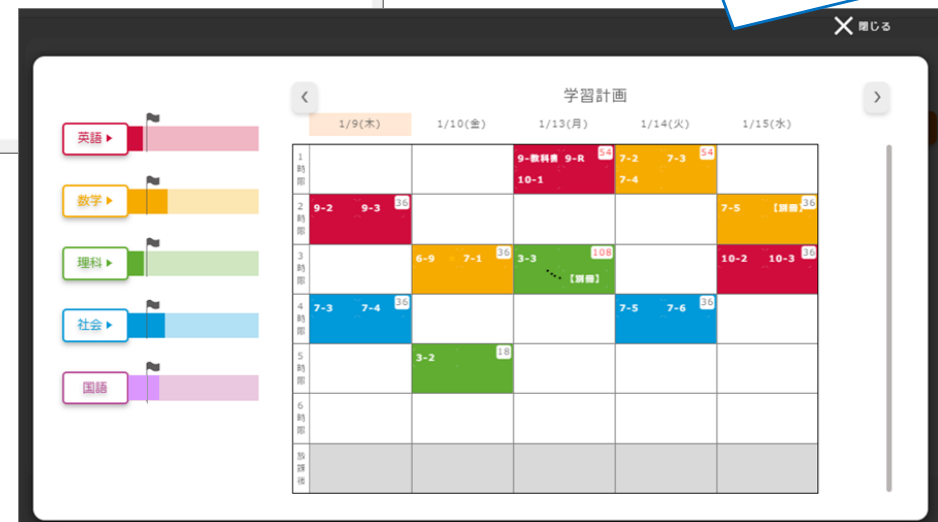 閉じる
学習計画
1/9(木) 1/10(金) 1/13(月) 1/14(火) 1/15(水)
英語
数学
理科
社会
国語
1時限
9-教科書 9-R 54
10-1
7-2 7-3 54
7-4
2時限
9-2 9-3 36
7-5 【別冊】 36
3時限
6-9 7-1 36
3-3 108
【別冊】
10-2 10-3 36
4時限
7-3 7-4 36
7-5 7-6 36
5時限
3-2 18
6時限
放課後